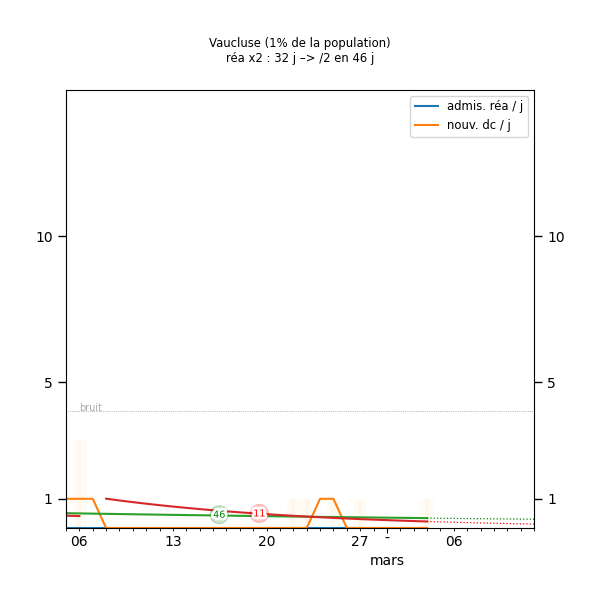 Vaucluse (1% de la population)
réa x2 : 32 j –> /2 en 46 j
admis. réa / j
nouv. dc / j
10
10
5
5
bruit
1
1
46
11
06
13
20
27
-
06
mars